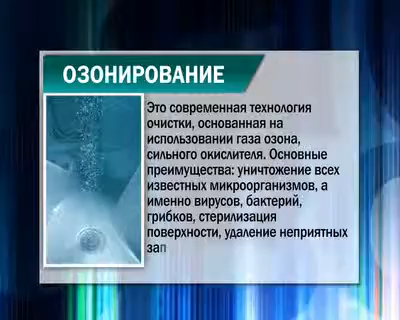 ОЗОНИРОВАНИЕ
Это современная технология
очистки, основанная на
использовании газа озона,
сильного окислителя. Основные
преимущества: уничтожение всех
известных микроорганизмов, а
именно вирусов, бактерий,
грибков, стерилизация
поверхности, удаление неприятных
зап